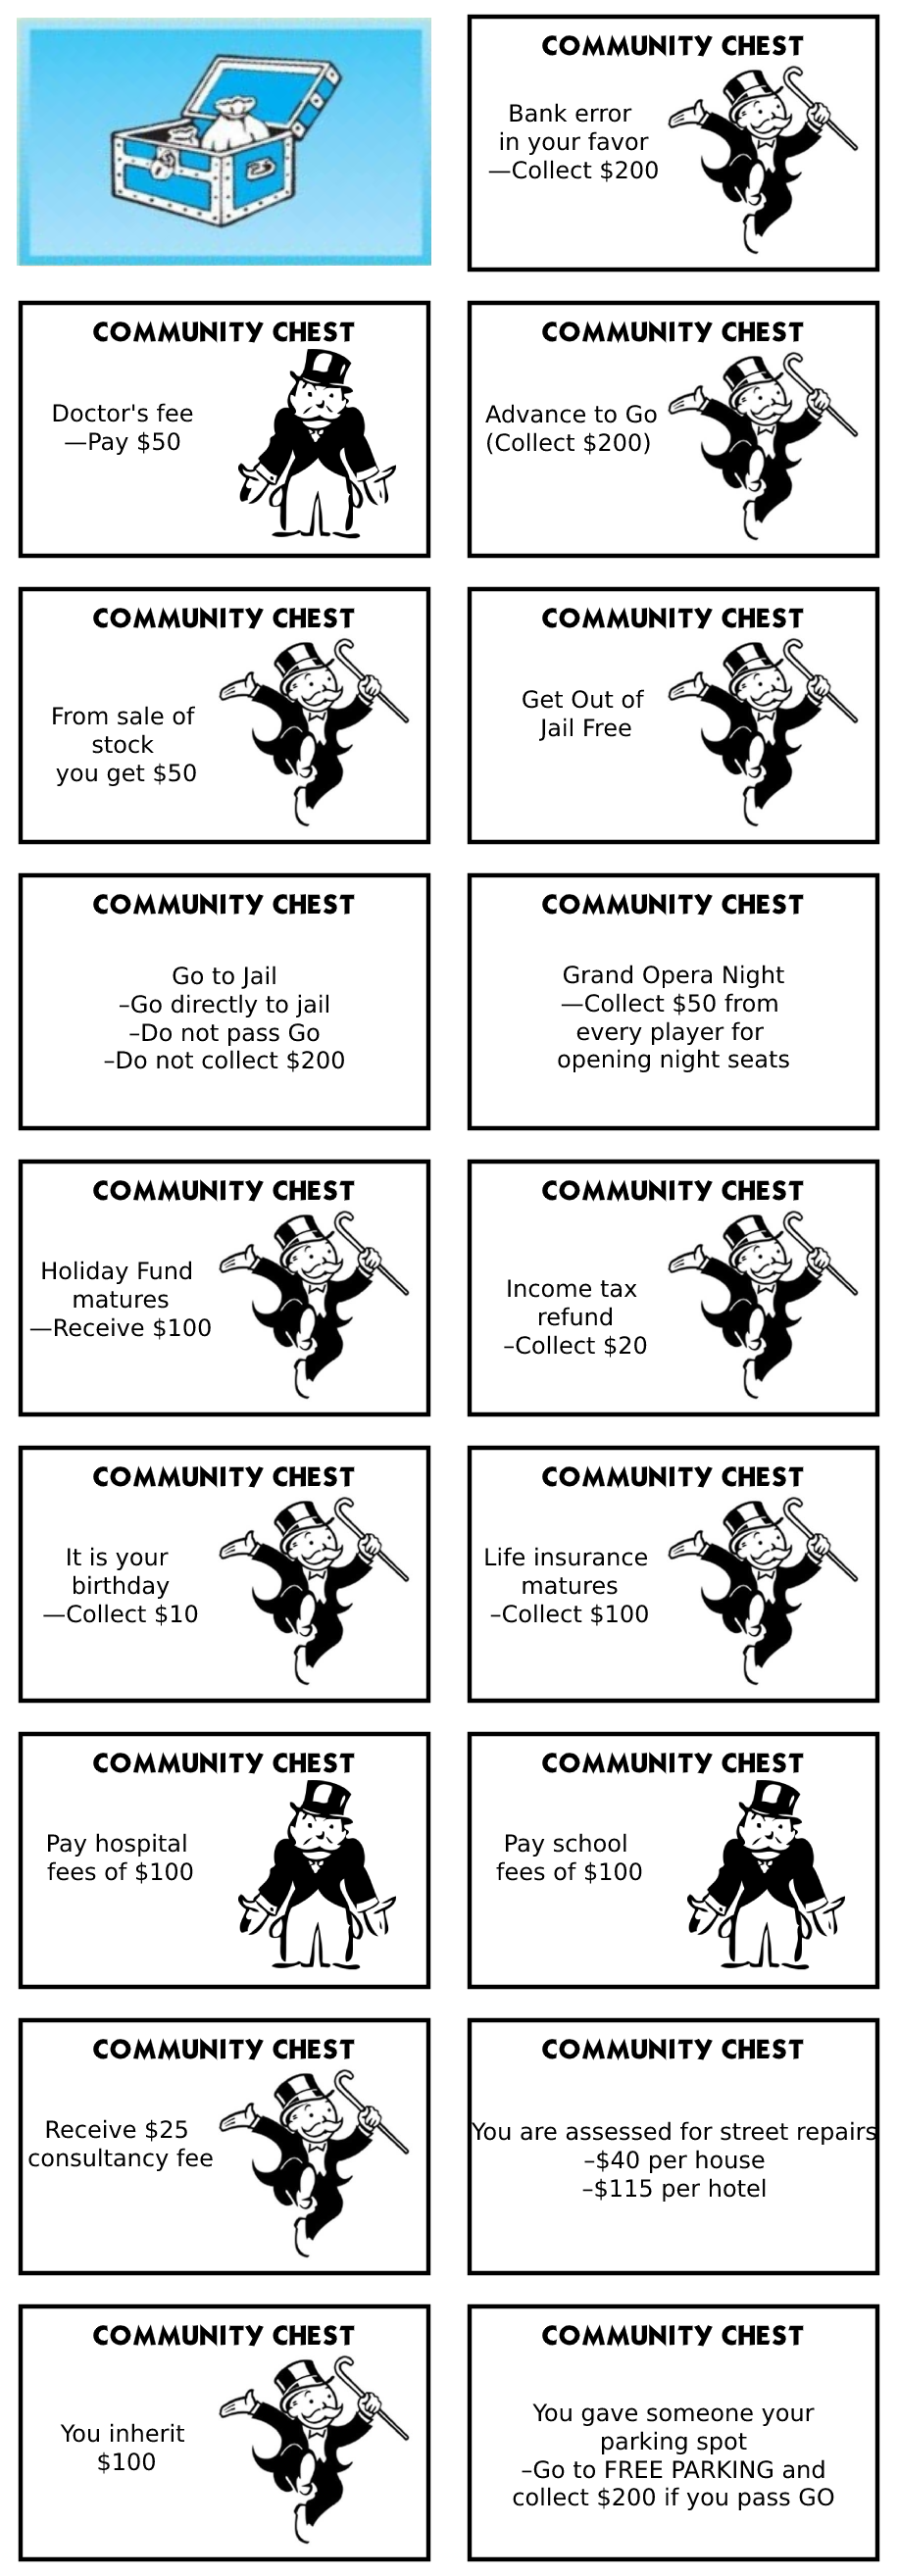 COMMUNITY CHEST
Bank error
in your favor
—Collect $200
COMMUNITY CHEST
Doctor's fee
—Pay $50
COMMUNITY CHEST
Advance to Go
(Collect $200)
COMMUNITY CHEST
From sale of
stock
you get $50
COMMUNITY CHEST
Get Out of
Jail Free
COMMUNITY CHEST
Go to Jail
–Go directly to jail
–Do not pass Go
–Do not collect $200
COMMUNITY CHEST
Grand Opera Night
—Collect $50 from
every player for
opening night seats
COMMUNITY CHEST
Holiday Fund
matures
—Receive $100
COMMUNITY CHEST
Income tax
refund
–Collect $20
COMMUNITY CHEST
It is your
birthday
—Collect $10
COMMUNITY CHEST
Life insurance
matures
–Collect $100
COMMUNITY CHEST
Pay hospital
fees of $100
COMMUNITY CHEST
Pay school
fees of $100
COMMUNITY CHEST
Receive $25
consultancy fee
COMMUNITY CHEST
You are assessed for street repairs
–$40 per house
–$115 per hotel
COMMUNITY CHEST
You inherit
$100
COMMUNITY CHEST
You gave someone your
parking spot
–Go to FREE PARKING and
collect $200 if you pass GO